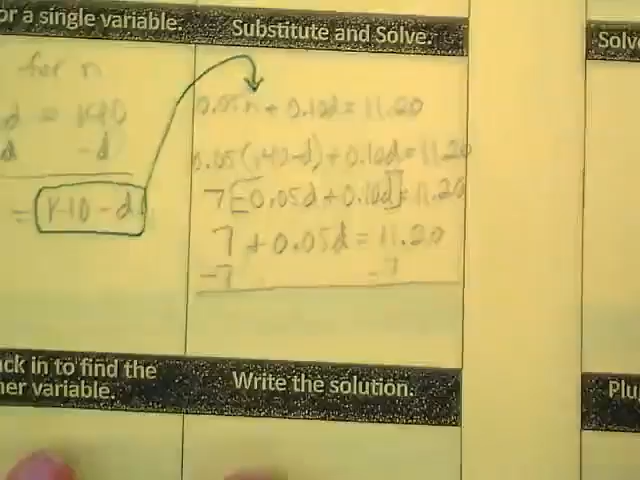 or a single variable.
for n
d = 140
d -d
= 140 - d
Substitute and Solve.
0.05n + 0.10d = 11.20
0.05(140-d) + 0.10d = 11.20
7[-0.05d + 0.10d] = 11.20
7 + 0.05d = 11.20
-7 -7
Solve
ck in to find the
er variable.
Write the solution.
Plu